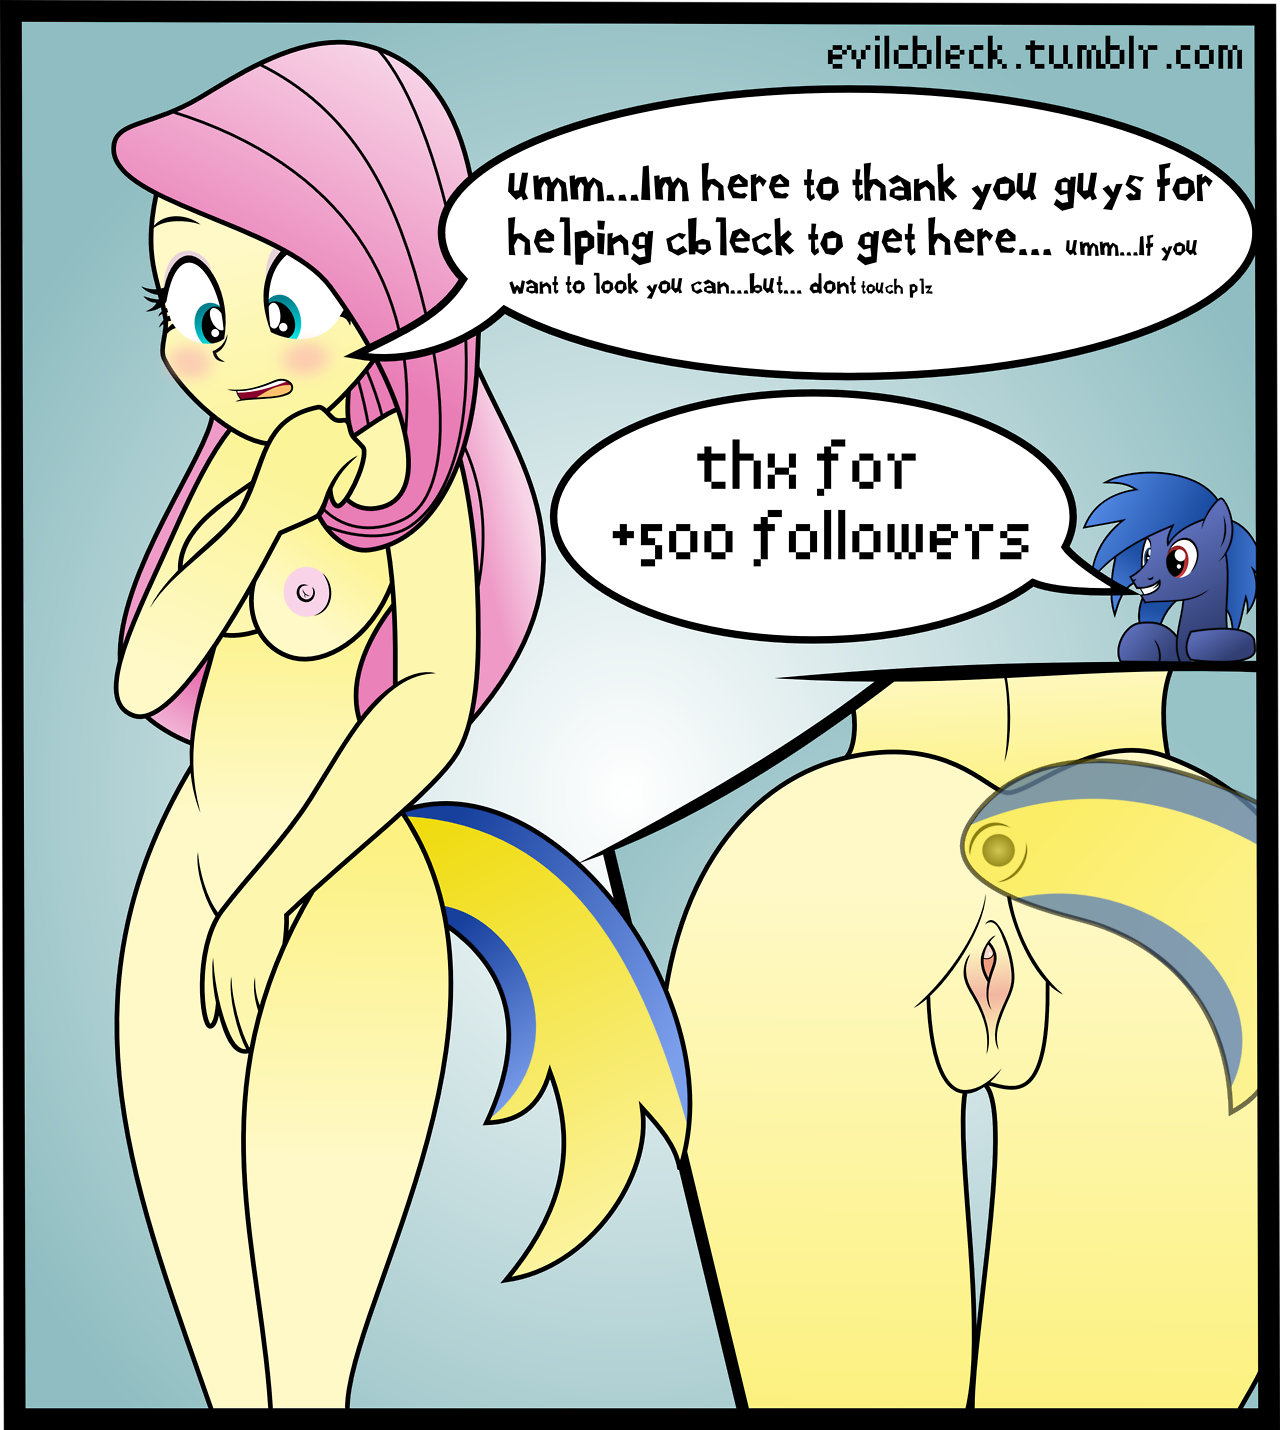 evilcbleck.tumblr.com
umm...Im here to thank you guys for
helping cbleck to get here... umm...If you
want to look you can...but... dont touch plz
thx for
+500 followers